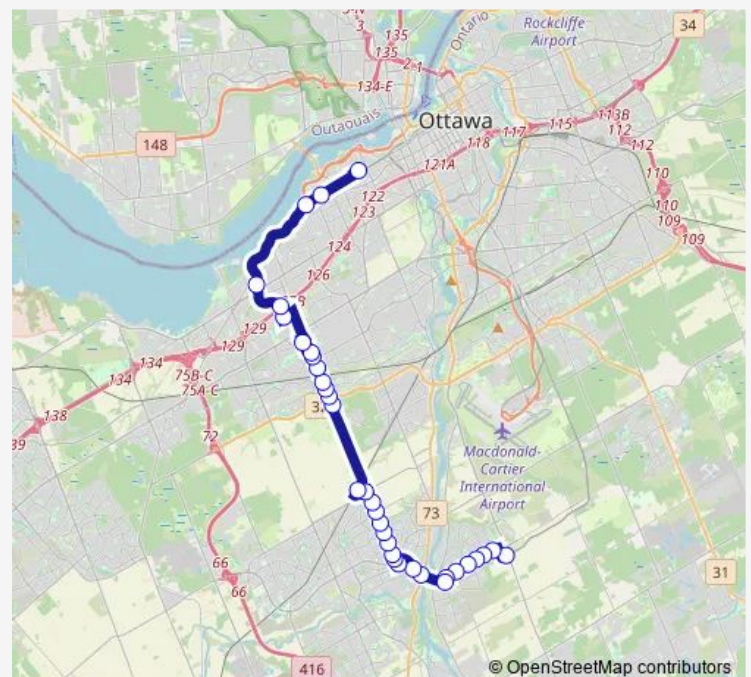 Rockcliffe
Airport
Ontario
34
3
135
135
2-1
134-E
Outaouais
Ottawa
148
118
117
115
113B
112
112
121A
122
123
110
110
109
109
124
126
129
129
134
134
75B-C
75A-C
138
39
72
Macdonald-
Cartier
International
Airport
73
66
66
31
416
© OpenStreetMap contributors